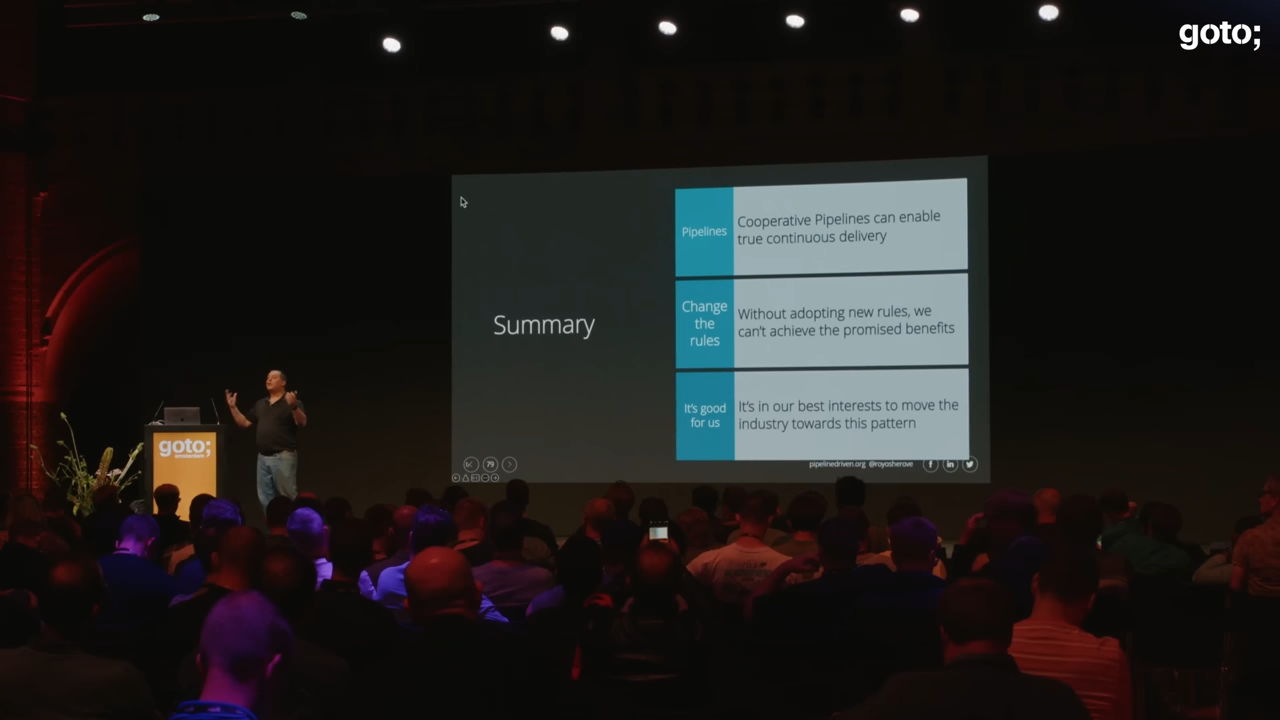 goto;
Summary
Pipelines
Cooperative Pipelines can enable
true continuous delivery
Change
the
rules
Without adopting new rules, we
can't achieve the promised benefits
It's good
for us
It's in our best interests to move the
industry towards this pattern
79
pipelinedriven.org @royosherove
goto;
amsterdam